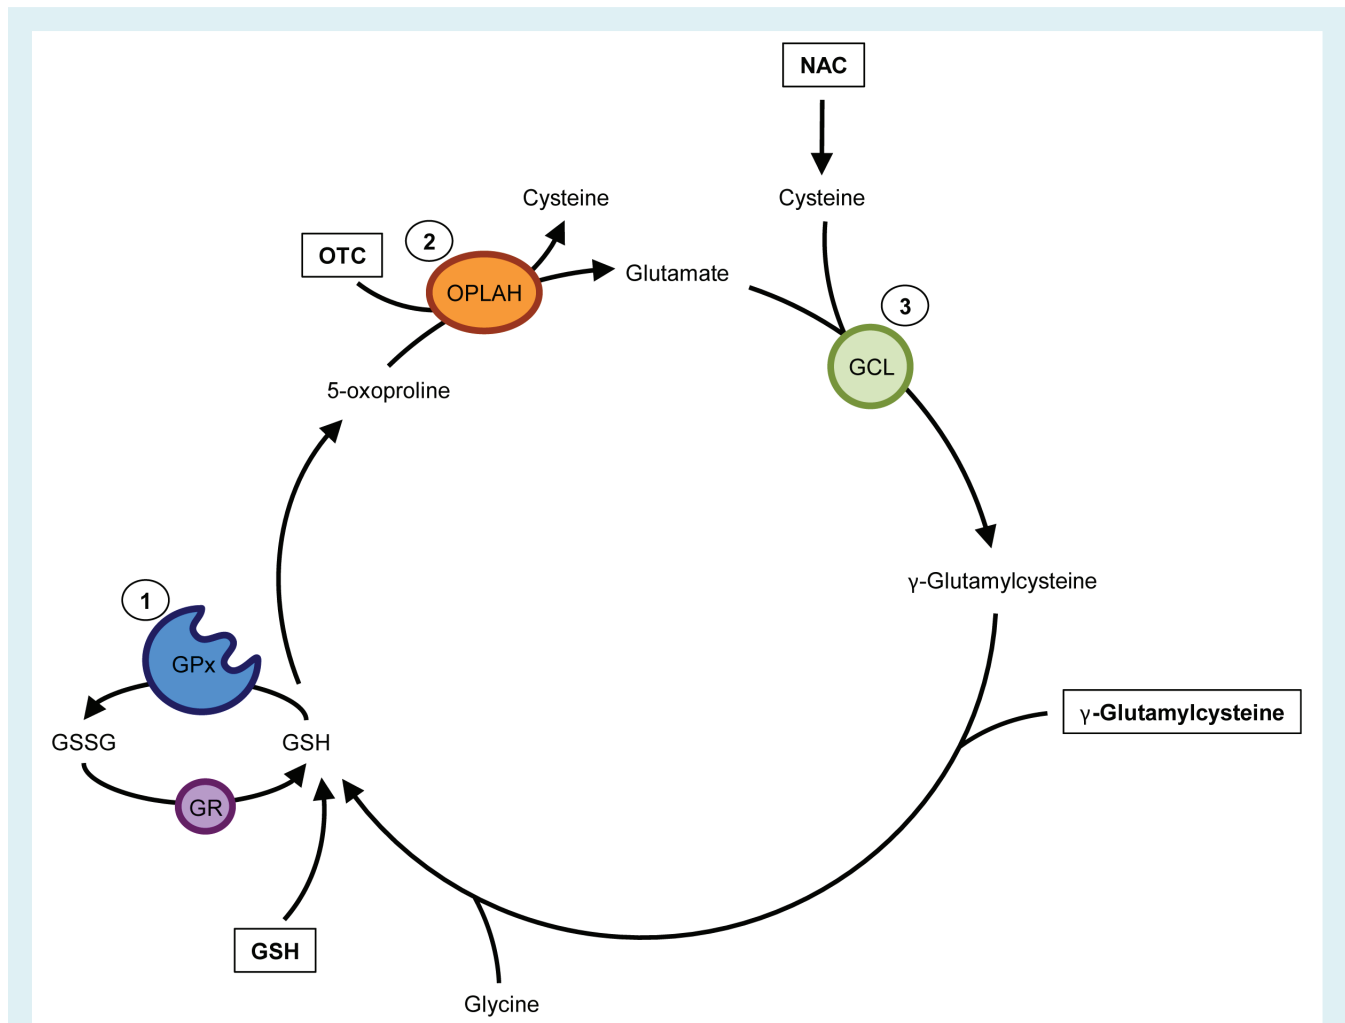 NAC
Cysteine
Cysteine
2
OTC
Glutamate
OPLAH
3
GCL
5-oxoproline
γ-Glutamylcysteine
1
GPx
γ-Glutamylcysteine
GSSG
GSH
GR
GSH
Glycine